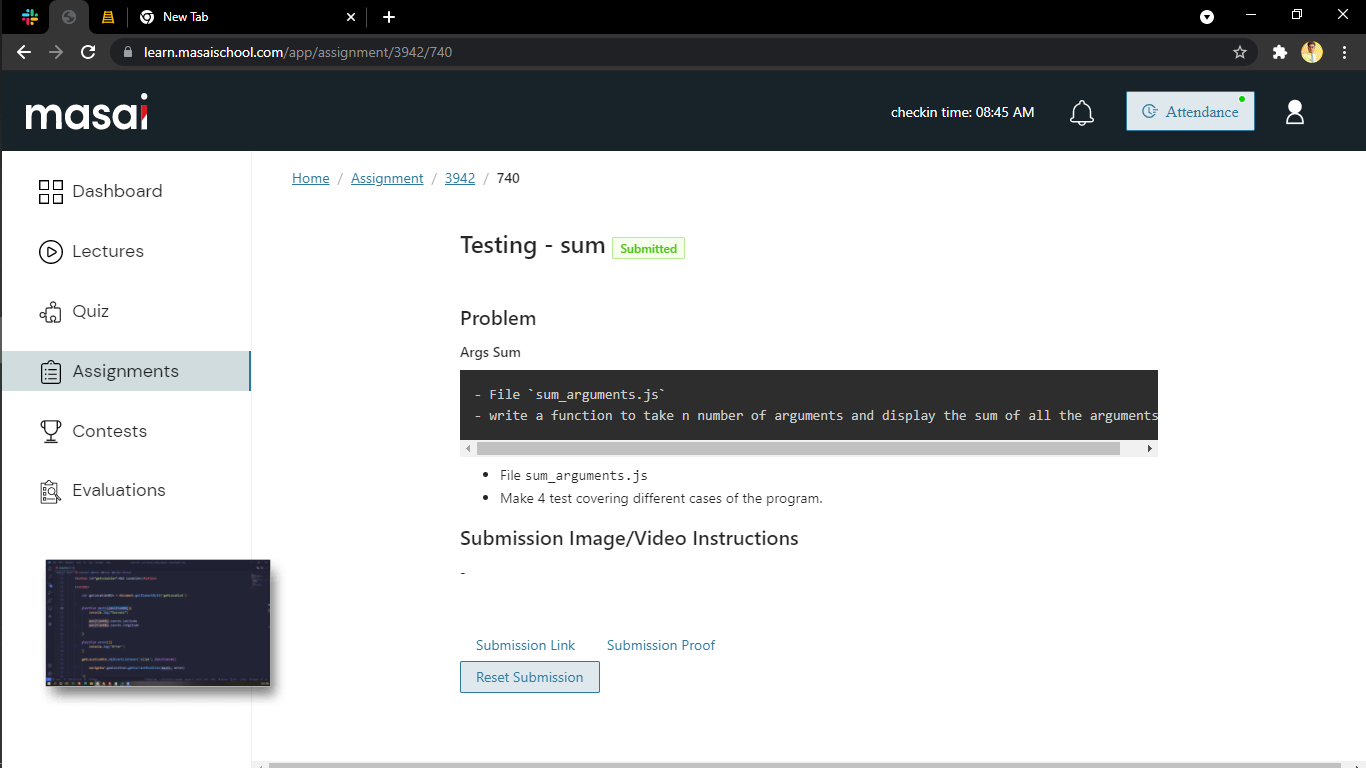 New Tab
learn.masaischool.com/app/assignment/3942/740
masai
checkin time: 08:45 AM
Attendance
Dashboard
Lectures
Quiz
Assignments
Contests
Evaluations
Home / Assignment / 3942 / 740
Testing - sum Submitted
Problem
Args Sum
- File `sum_arguments.js`
- write a function to take n number of arguments and display the sum of all the arguments
• File sum_arguments.js
• Make 4 test covering different cases of the program.
Submission Image/Video Instructions
-
Submission Link Submission Proof
Reset Submission